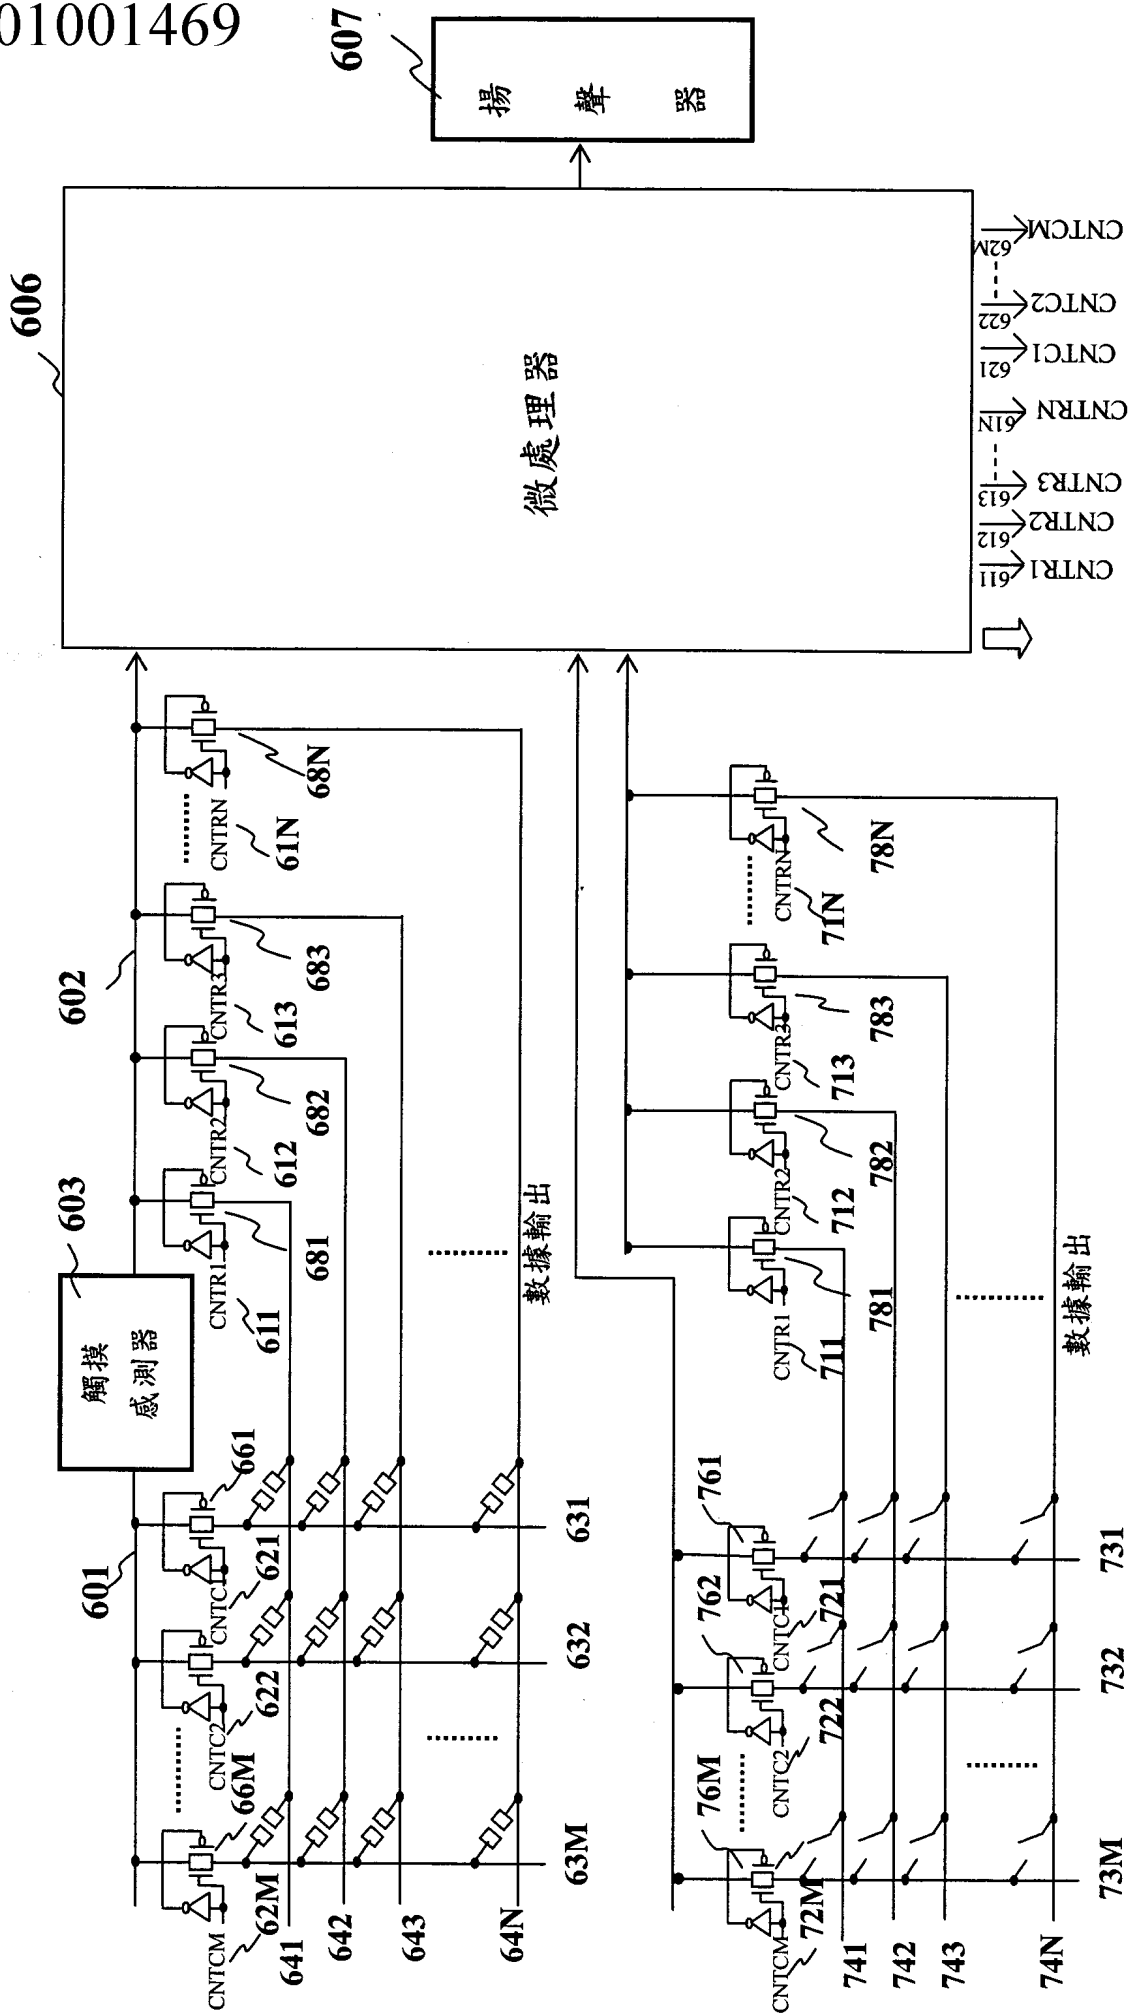 01001469
607
揚聲器
606
微處理器
CNTR1
611
CNTR2
612
CNTR3
613
CNTRN
61N
CNTC1
621
CNTC2
622
CNTCM
62M
602
603
觸摸
感測器
601
CNTCM
62M
66M
CNTC2
622
CNTC1
621
661
CNTR1
611
681
CNTR2
612
682
CNTR3
613
683
CNTRN
61N
68N
641
642
643
64N
63M
632
631
數據輸出
CNTCM
72M
76M
CNTC2
722
762
CNTC1
721
761
CNTR1
711
781
CNTR2
712
782
CNTR3
713
783
CNTRN
71N
78N
741
742
743
74N
73M
732
731
數據輸出